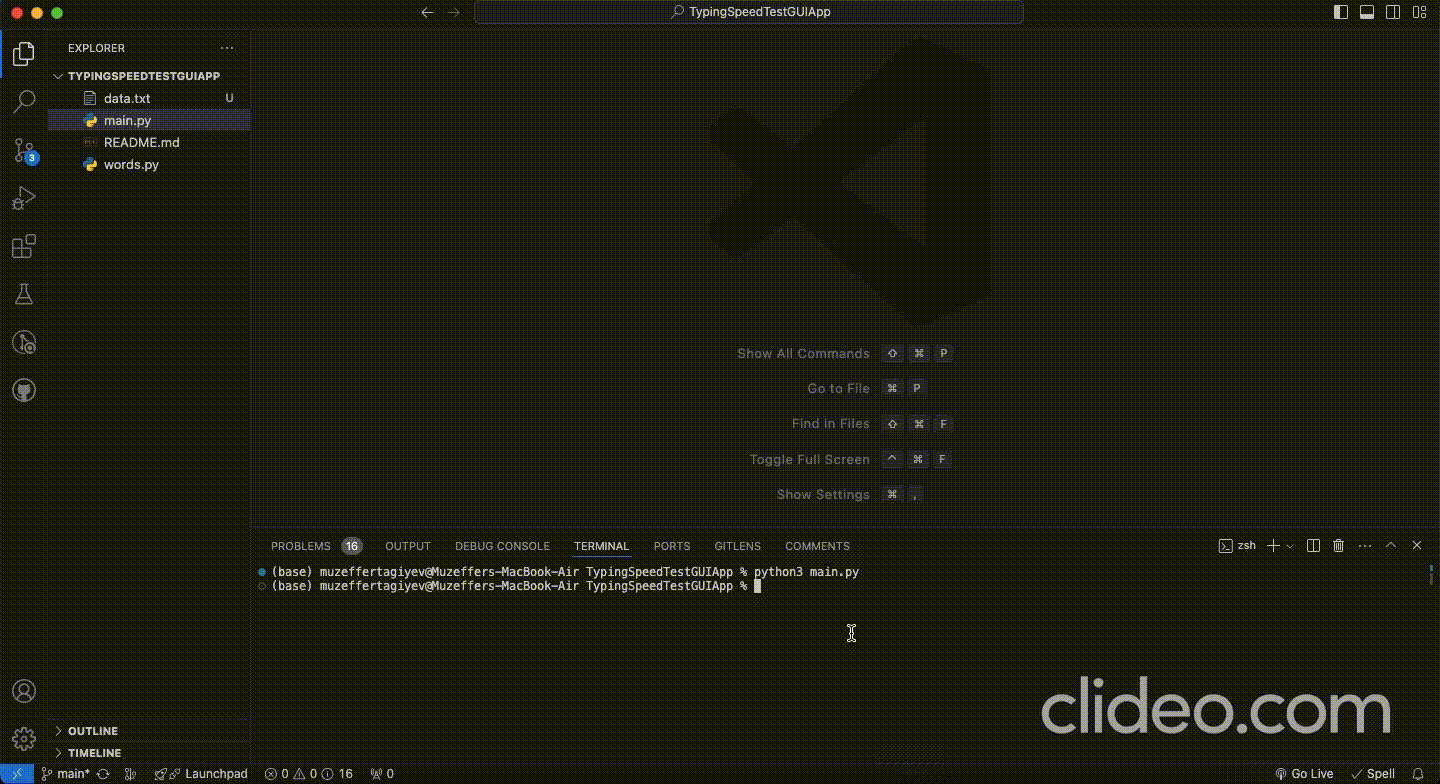 TypingSpeedTestGUIApp
EXPLORER
TYPINGSPEEDTESTGUIAPP
data.txt U
main.py
README.md
words.py
3
Show All Commands ⇧ ⌘ P
Go to File ⌘ P
Find in Files ⇧ ⌘ F
Toggle Full Screen ^ ⌘ F
Show Settings ⌘ ,
PROBLEMS 16 OUTPUT DEBUG CONSOLE TERMINAL PORTS GITLENS COMMENTS zsh
(base) muzeffertagiyev@Muzeffers-MacBook-Air TypingSpeedTestGUIApp % python3 main.py
(base) muzeffertagiyev@Muzeffers-MacBook-Air TypingSpeedTestGUIApp %
clideo.com
OUTLINE
TIMELINE
main* Launchpad 0 0 16 0 Go Live Spell